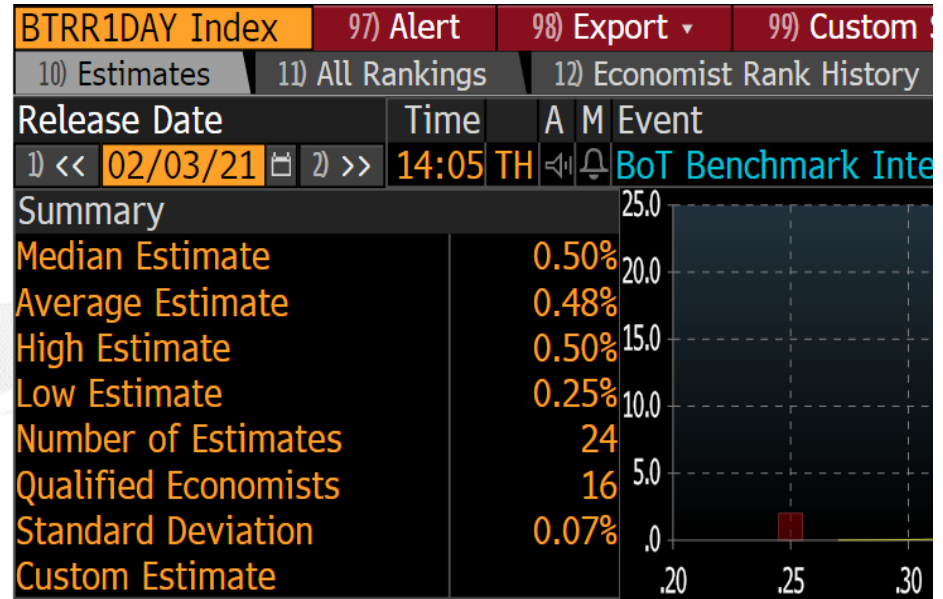 BTRR1DAY Index 97) Alert 98) Export 99) Custom S
10) Estimates 11) All Rankings 12) Economist Rank History
Release Date Time A M Event
1) << 02/03/21 2) >> 14:05 TH BoT Benchmark Inte
Summary
Median Estimate 0.50%
Average Estimate 0.48%
High Estimate 0.50%
Low Estimate 0.25%
Number of Estimates 24
Qualified Economists 16
Standard Deviation 0.07%
Custom Estimate
25.0
20.0
15.0
10.0
5.0
.0
.20 .25 .30